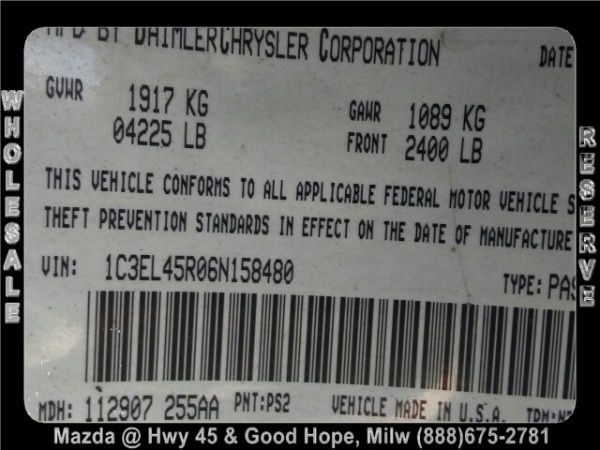 MFD BY DAIMLERCHRYSLER CORPORATION DATE
GVWR 1917 KG GAWR 1089 KG
04225 LB FRONT 2400 LB
THIS VEHICLE CONFORMS TO ALL APPLICABLE FEDERAL MOTOR VEHICLE S
THEFT PREVENTION STANDARDS IN EFFECT ON THE DATE OF MANUFACTURE
VIN: 1C3EL45R06N158480 TYPE: PAS
MDH: 112907 255AA PNT:PS2 VEHICLE MADE IN U.S.A.
WHOLESALE
RESERVE
Mazda @ Hwy 45 & Good Hope, Milw (888)675-2781